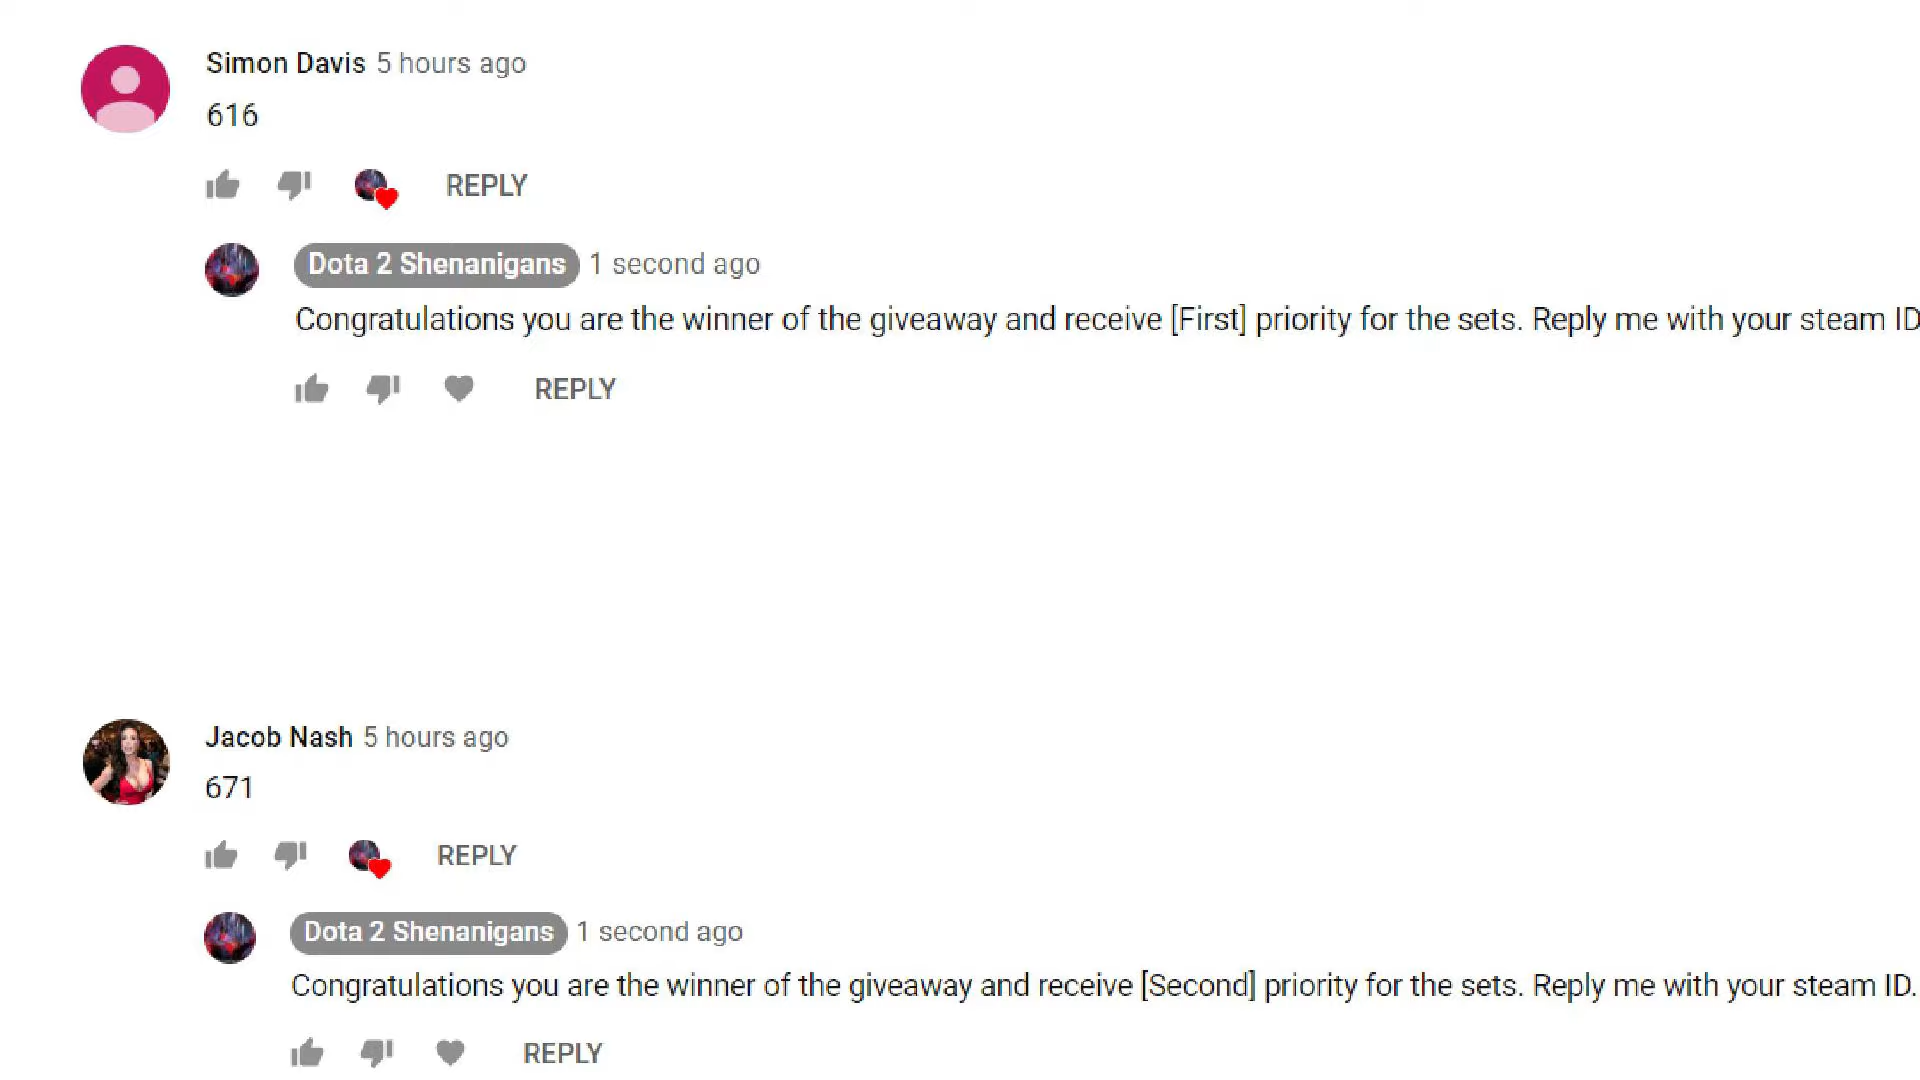 Simon Davis 5 hours ago
616
REPLY
Dota 2 Shenanigans 1 second ago
Congratulations you are the winner of the giveaway and receive [First] priority for the sets. Reply me with your steam ID
REPLY
Jacob Nash 5 hours ago
671
REPLY
Dota 2 Shenanigans 1 second ago
Congratulations you are the winner of the giveaway and receive [Second] priority for the sets. Reply me with your steam ID.
REPLY